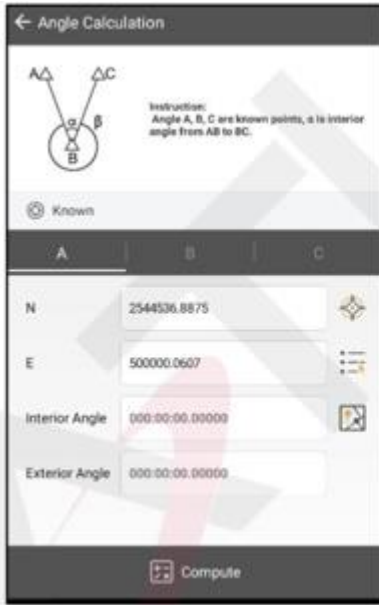 ← Angle Calculation
A C
α β
B
Instruction:
Angle A, B, C are known points, α is interior
angle from AB to BC.
Known
A B C
N 2544536.8875
E 500000.0607
Interior Angle 000:00:00.00000
Exterior Angle 000:00:00.00000
Compute